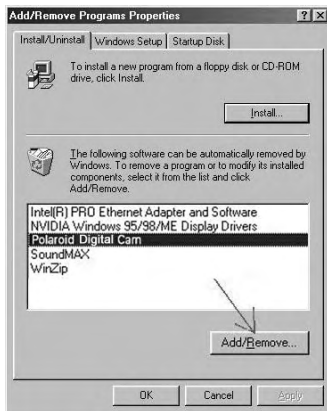 Add/Remove Programs Properties
Install/Uninstall Windows Setup Startup Disk
To install a new program from a floppy disk or CD-ROM
drive, click Install.
Install...
The following software can be automatically removed by
Windows. To remove a program or to modify its installed
components, select it from the list and click
Add/Remove.
Intel(R) PRO Ethernet Adapter and Software
NVIDIA Windows 95/98/ME Display Drivers
Polaroid Digital Cam
SoundMAX
WinZip
Add/Remove...
OK Cancel Apply